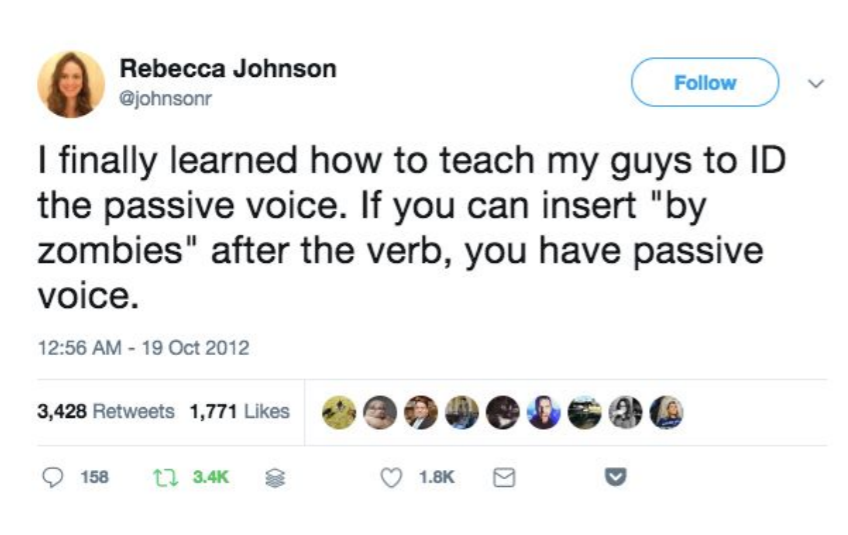 Rebecca Johnson
@johnsonr
Follow
I finally learned how to teach my guys to ID
the passive voice. If you can insert "by
zombies" after the verb, you have passive
voice.
12:56 AM - 19 Oct 2012
3,428 Retweets 1,771 Likes
158 3.4K 1.8K